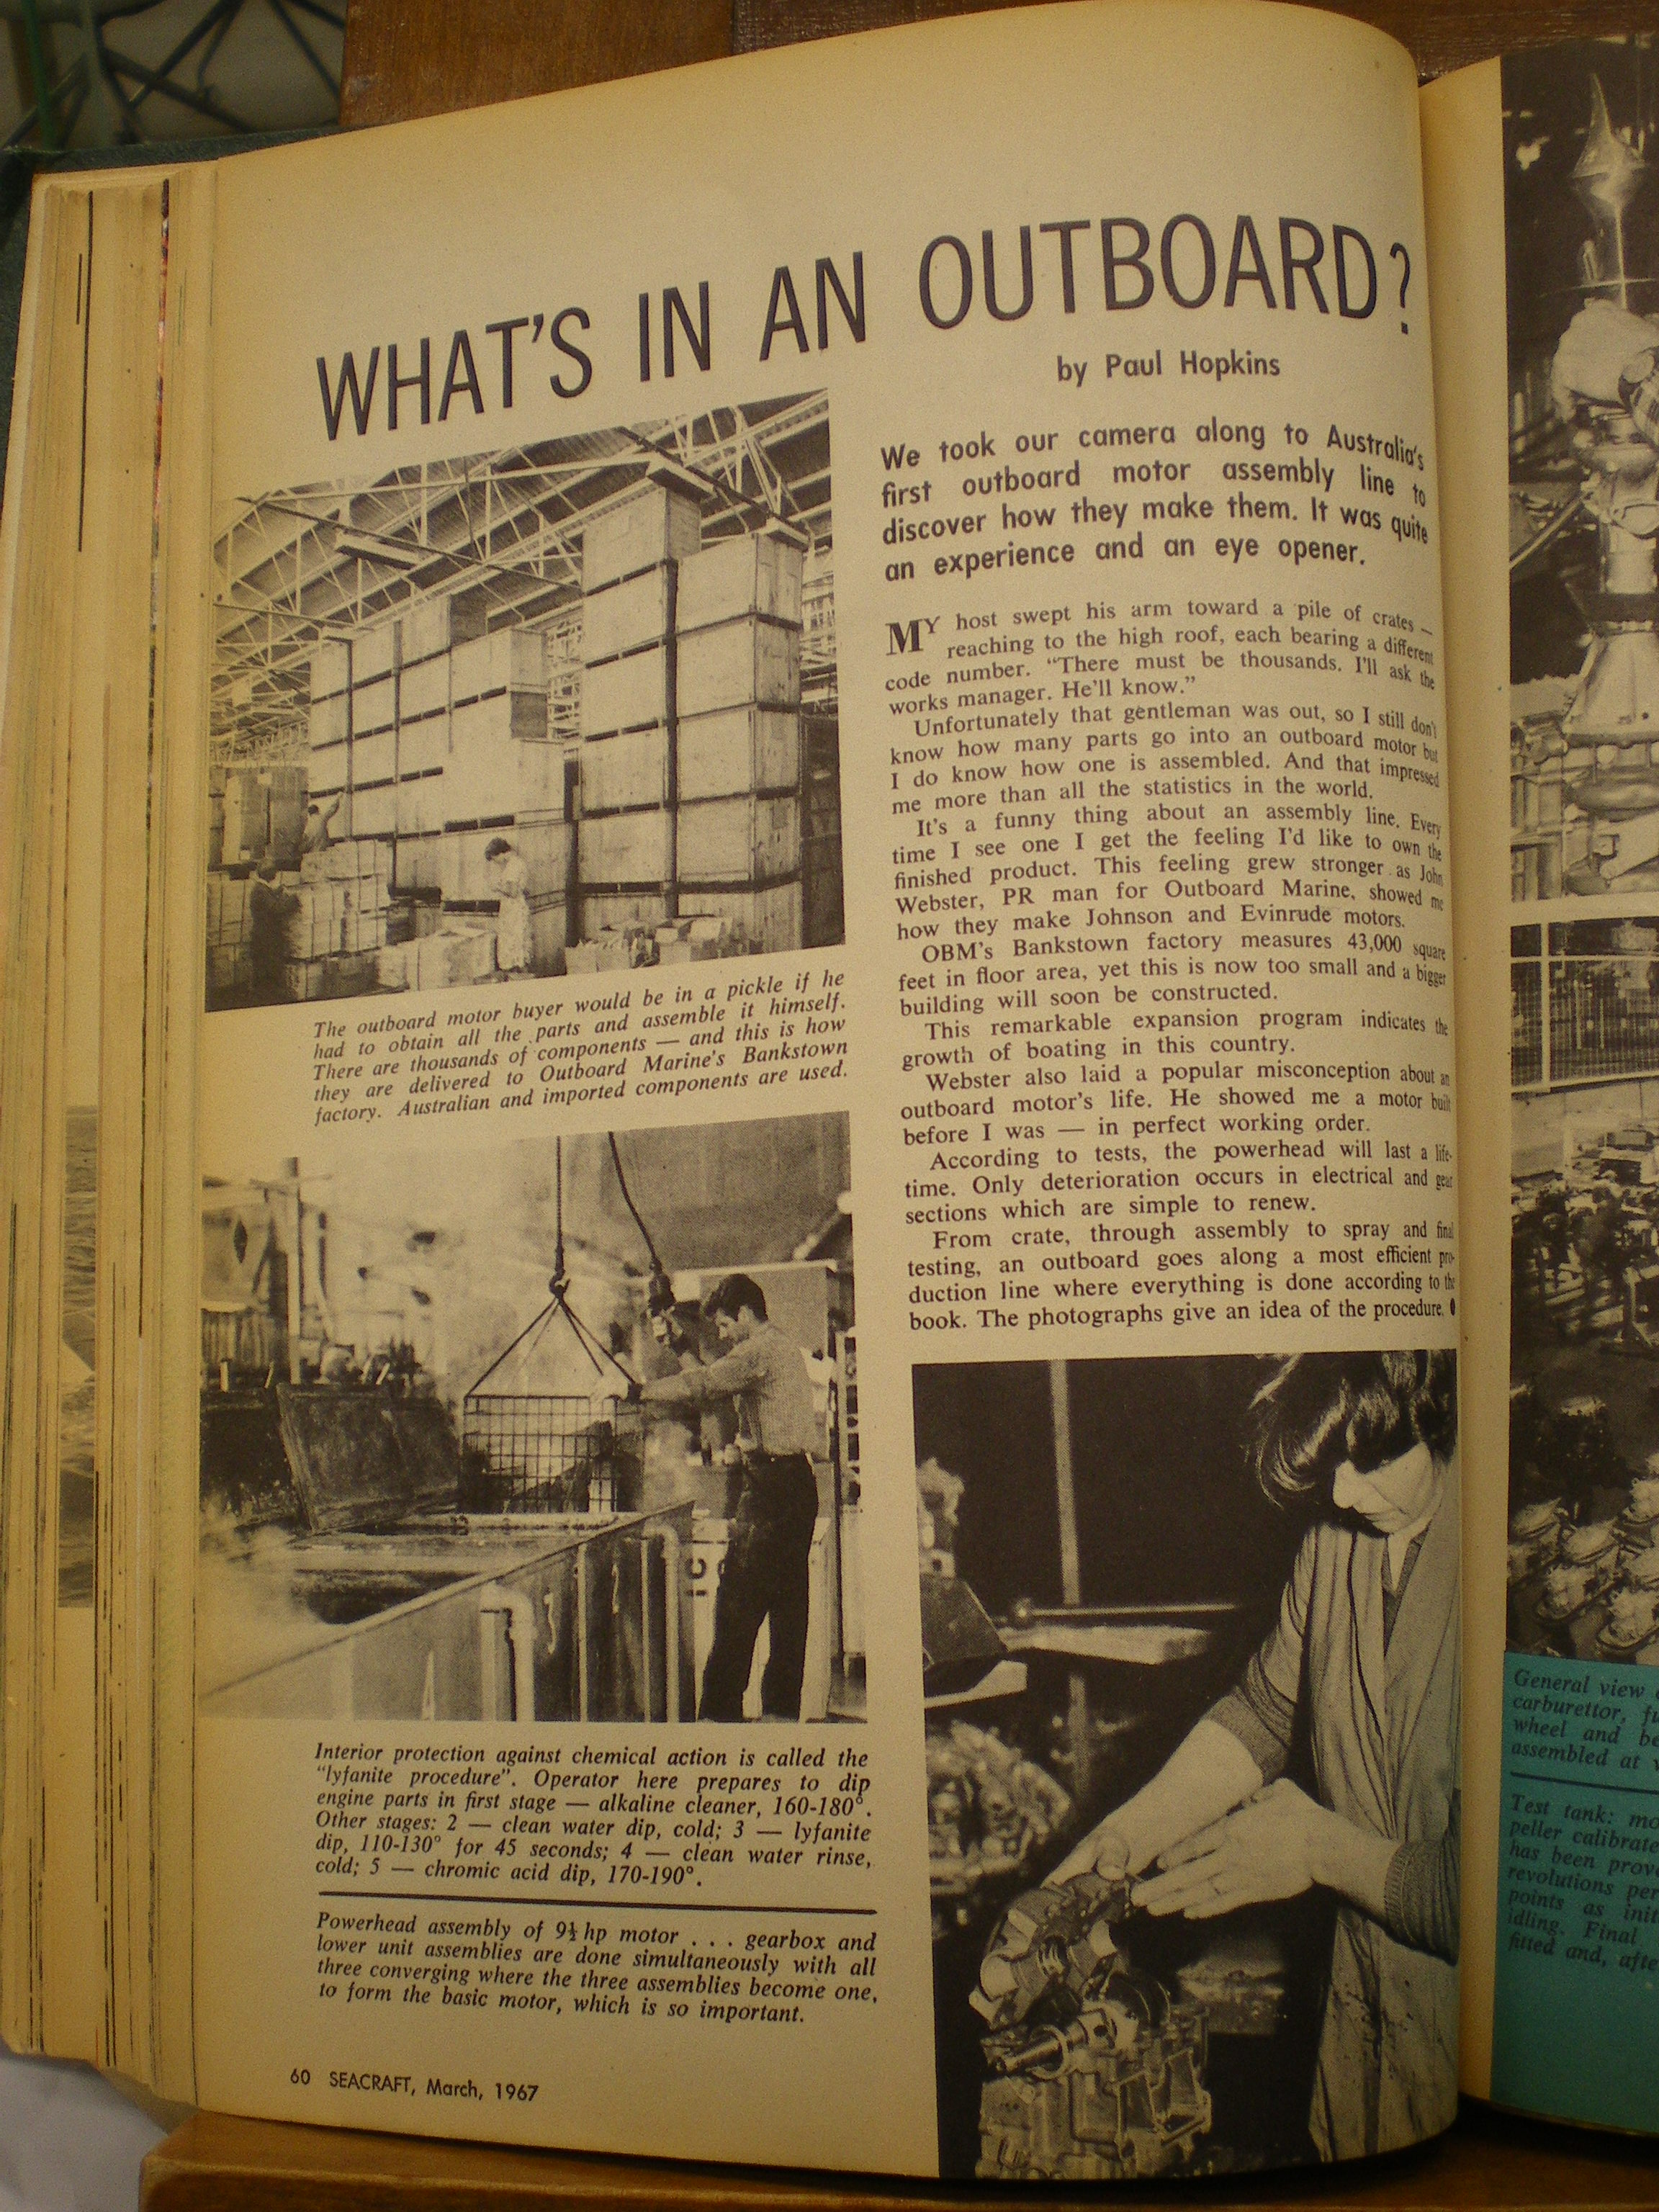 WHAT'S IN AN OUTBOARD?
by Paul Hopkins
We took our camera along to Australia's
first outboard motor assembly line to
discover how they make them. It was quite
an experience and an eye opener.
MY host swept his arm toward a pile of crates —
reaching to the high roof, each bearing a different
code number. “There must be thousands. I'll ask the
works manager. He'll know.”
Unfortunately that gentleman was out, so I still don't
know how many parts go into an outboard motor but
I do know how one is assembled. And that impressed
me more than all the statistics in the world.
It's a funny thing about an assembly line. Every
time I see one I get the feeling I'd like to own the
finished product. This feeling grew stronger as John
Webster, PR man for Outboard Marine, showed me
how they make Johnson and Evinrude motors.
OBM's Bankstown factory measures 43,000 square
feet in floor area, yet this is now too small and a bigger
building will soon be constructed.
This remarkable expansion program indicates the
growth of boating in this country.
Webster also laid a popular misconception about an
outboard motor's life. He showed me a motor built
before I was — in perfect working order.
According to tests, the powerhead will last a life-
time. Only deterioration occurs in electrical and gear
sections which are simple to renew.
From crate, through assembly to spray and final
testing, an outboard goes along a most efficient pro-
duction line where everything is done according to the
book. The photographs give an idea of the procedure.
The outboard motor buyer would be in a pickle if he
had to obtain all the parts and assemble it himself.
There are thousands of components — and this is how
they are delivered to Outboard Marine's Bankstown
factory. Australian and imported components are used.
3
2
IC
Interior protection against chemical action is called the
“lyfanite procedure”. Operator here prepares to dip
engine parts in first stage — alkaline cleaner, 160-180°.
Other stages: 2 — clean water dip, cold; 3 — lyfanite
dip, 110-130° for 45 seconds; 4 — clean water rinse,
cold; 5 — chromic acid dip, 170-190°.
Powerhead assembly of 9½ hp motor . . . gearbox and
lower unit assemblies are done simultaneously with all
three converging where the three assemblies become one,
to form the basic motor, which is so important.
60 SEACRAFT, March, 1967
General view
carburettor,
wheel and
assembled at
Test tank:
peller
has been
revolutions per
points as
idling. Final
fitted and,